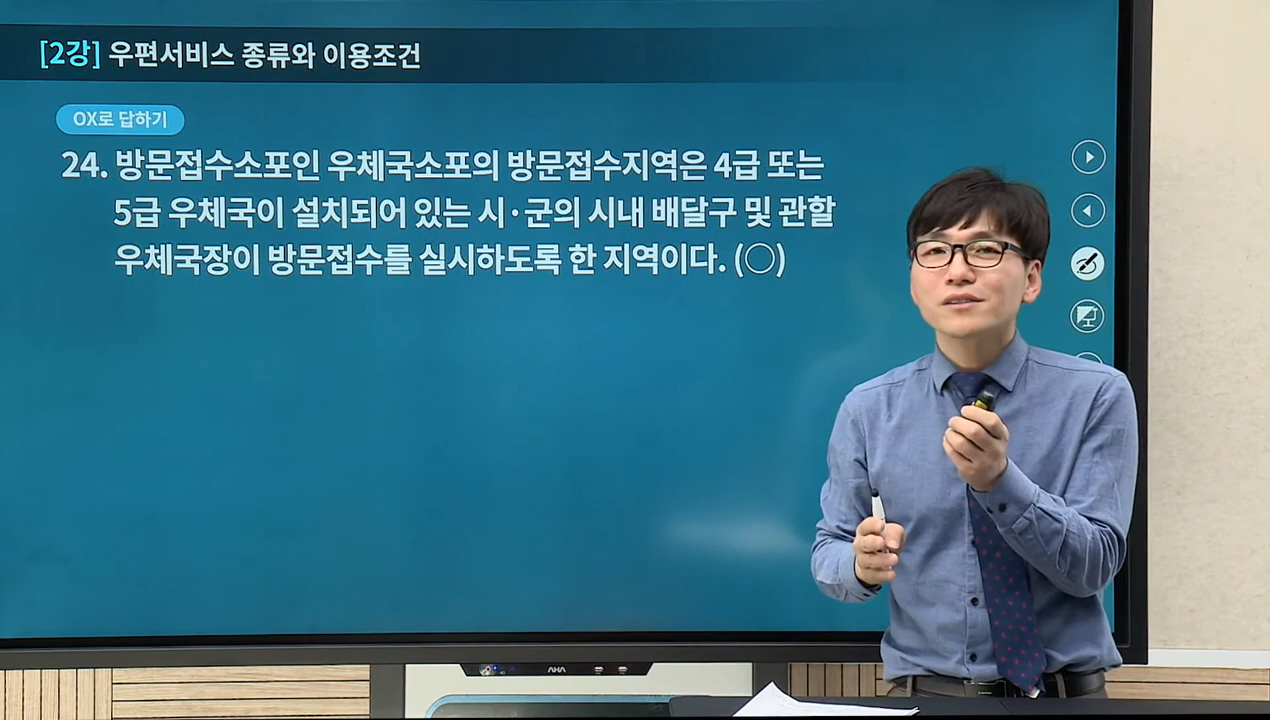 [2강] 우편서비스 종류와 이용조건
OX로 답하기
24. 방문접수소포인 우체국소포의 방문접수지역은 4급 또는
5급 우체국이 설치되어 있는 시·군의 시내 배달구 및 관할
우체국장이 방문접수를 실시하도록 한 지역이다. (○)
AHA